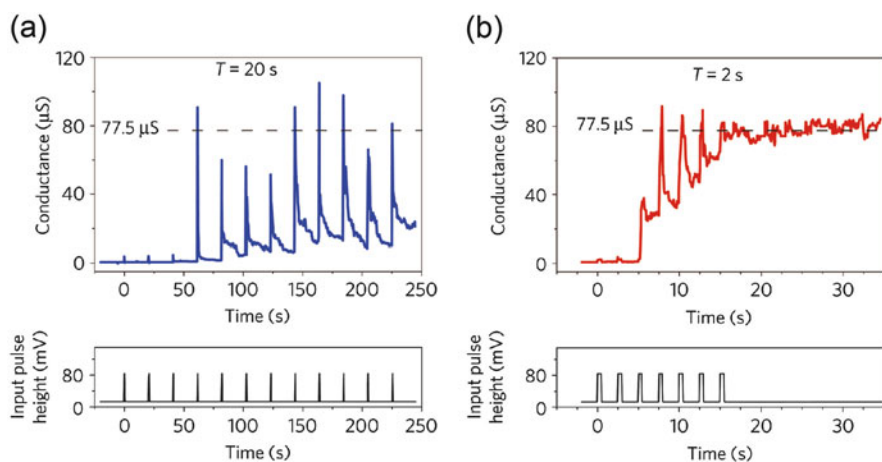 (a)
120
T = 20 s
80
77.5 µS
40
0
Conductance (µS)
0 50 100 150 200 250
Time (s)
80
0
Input pulse
height (mV)
0 50 100 150 200 250
Time (s)
(b)
120
T = 2 s
80
77.5 µS
40
0
Conductance (µS)
0 10 20 30
Time (s)
80
0
Input pulse
height (mV)
0 10 20 30
Time (s)